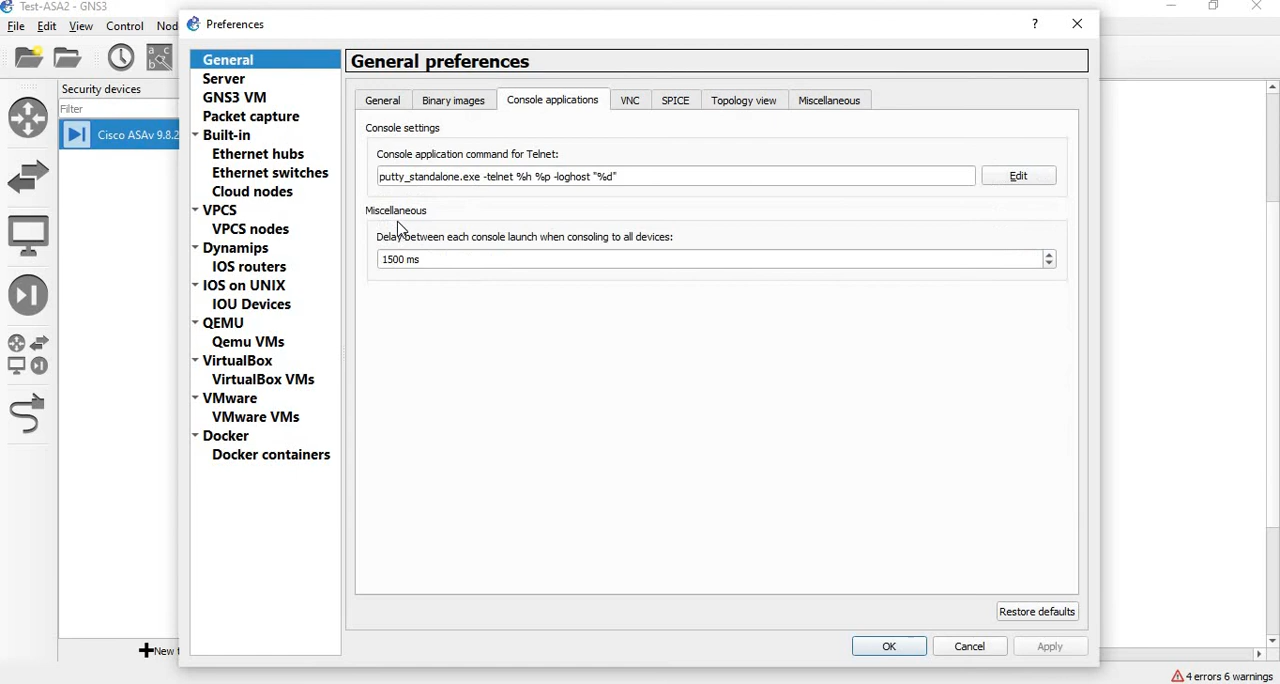 Test-ASA2 - GNS3
File Edit View Control Nod
Security devices
Filter
Cisco ASAv 9.8.2
New t
Preferences
?
General
Server
GNS3 VM
Packet capture
Built-in
Ethernet hubs
Ethernet switches
Cloud nodes
VPCS
VPCS nodes
Dynamips
IOS routers
IOS on UNIX
IOU Devices
QEMU
Qemu VMs
VirtualBox
VirtualBox VMs
VMware
VMware VMs
Docker
Docker containers
General preferences
General Binary images Console applications VNC SPICE Topology view Miscellaneous
Console settings
Console application command for Telnet:
putty_standalone.exe -telnet %h %p -loghost "%d"
Edit
Miscellaneous
Delay between each console launch when consoling to all devices:
1500 ms
Restore defaults
OK Cancel Apply
4 errors 6 warnings